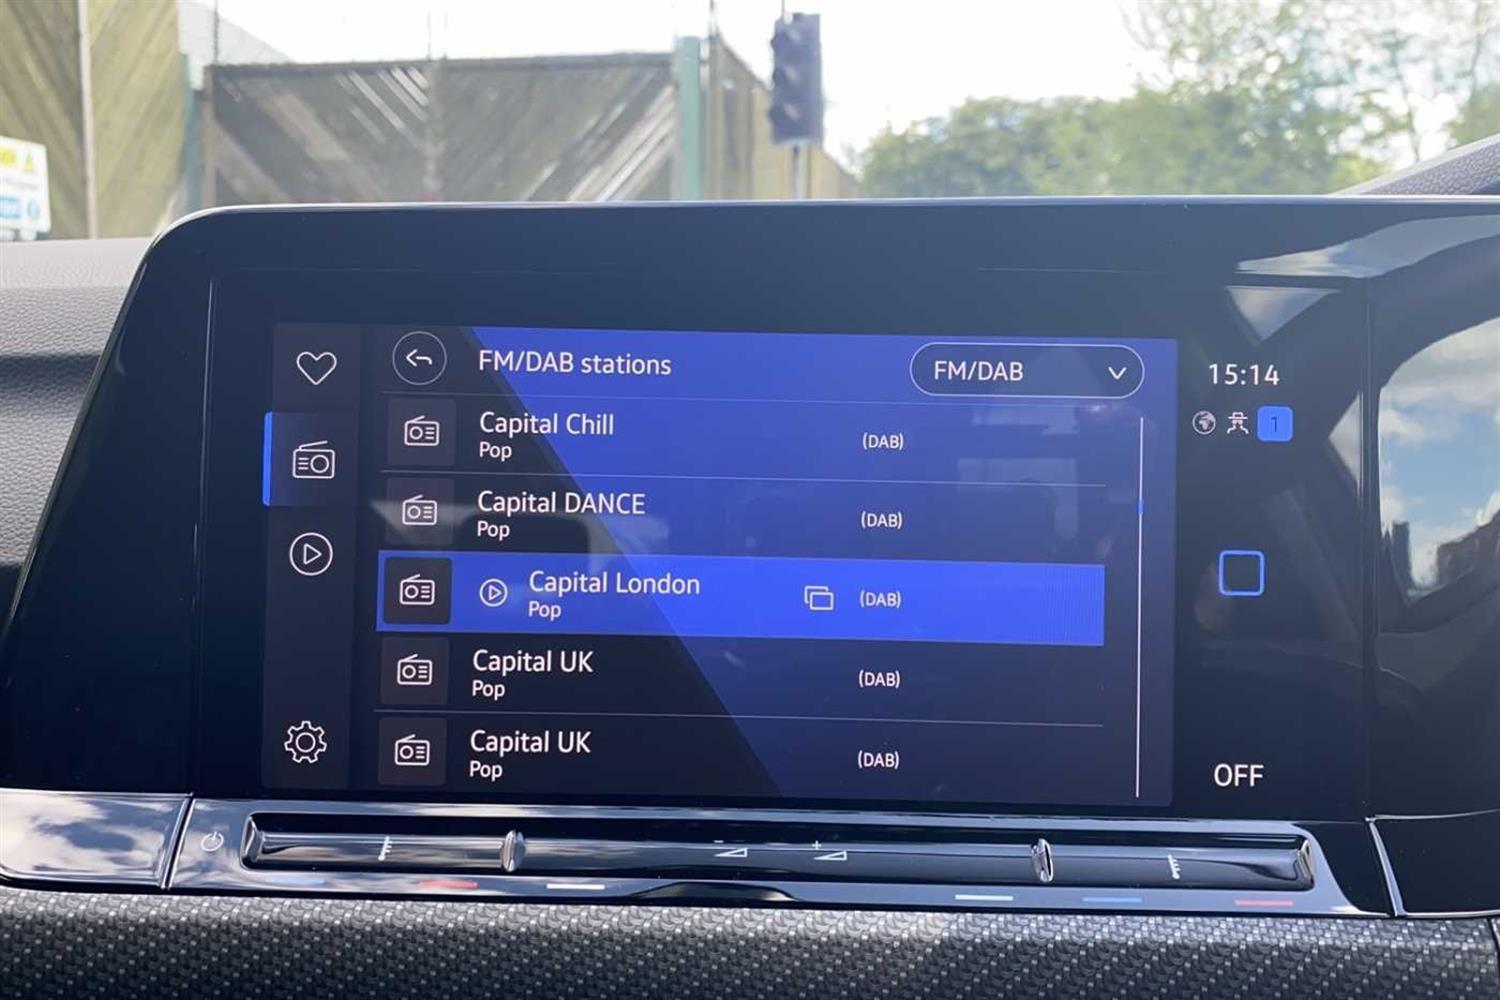 FM/DAB stations
FM/DAB
15:14
1
Capital Chill
Pop
(DAB)
Capital DANCE
Pop
(DAB)
Capital London
Pop
(DAB)
Capital UK
Pop
(DAB)
Capital UK
Pop
(DAB)
OFF